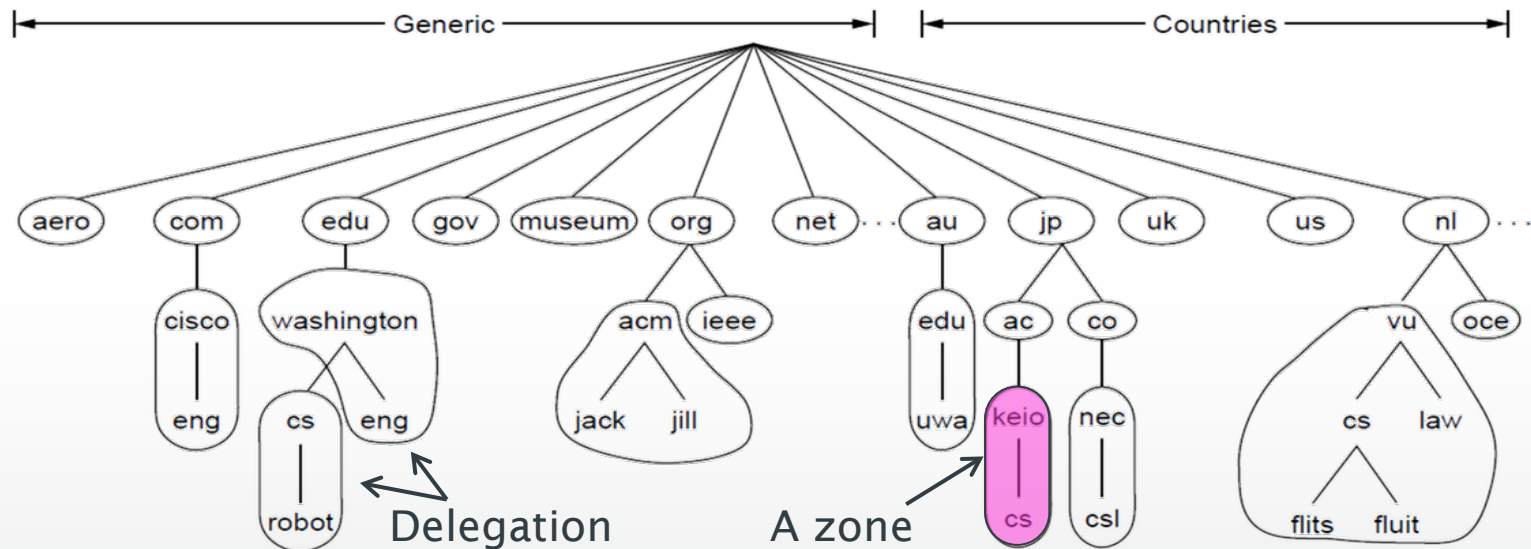 Generic Countries
aero com edu gov museum org net ... au jp uk us nl ...
cisco washington acm ieee edu ac co vu oce
eng cs eng jack jill uwa keio nec cs law
robot Delegation A zone cs csl flits fluit